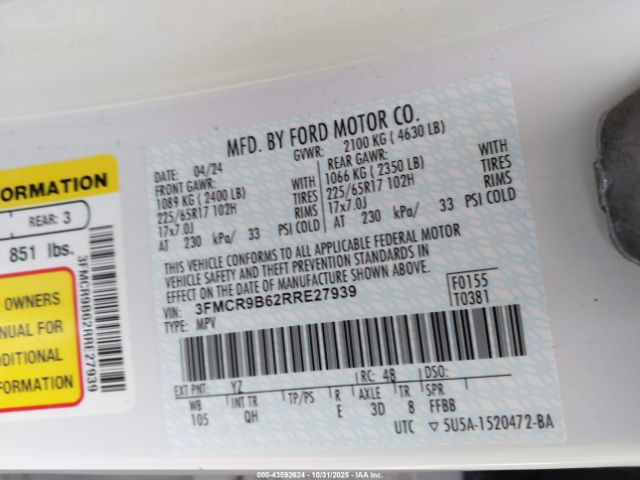 MFD. BY FORD MOTOR CO.
DATE: 04/24 GVWR: 2100 KG ( 4630 LB)
FRONT GAWR: REAR GAWR:
1089 KG ( 2400 LB) WITH 1066 KG ( 2350 LB) WITH
225/65R17 102H TIRES 225/65R17 102H TIRES
17x7.0J RIMS 17x7.0J RIMS
AT 230 kPa/ 33 PSI COLD AT 230 kPa/ 33 PSI COLD
THIS VEHICLE CONFORMS TO ALL APPLICABLE FEDERAL MOTOR
VEHICLE SAFETY AND THEFT PREVENTION STANDARDS IN
EFFECT ON THE DATE OF MANUFACTURE SHOWN ABOVE.
VIN: 3FMCR9B62RRE27939 F0155
TYPE: MPV T0381
EXT PNT: YZ RC: 48 DSO:
WB INT TR TP/PS R AXLE TR SPR
105 QH E 3D 8 FFBB
UTC ▽ 5U5A-1520472-BA
FORMATION
REAR: 3
851 lbs.
OWNERS
NUAL FOR
DDITIONAL
FORMATION
3FMCR9B62RRE27939
000-43592624 - 10/31/2025 - IAAI.COM